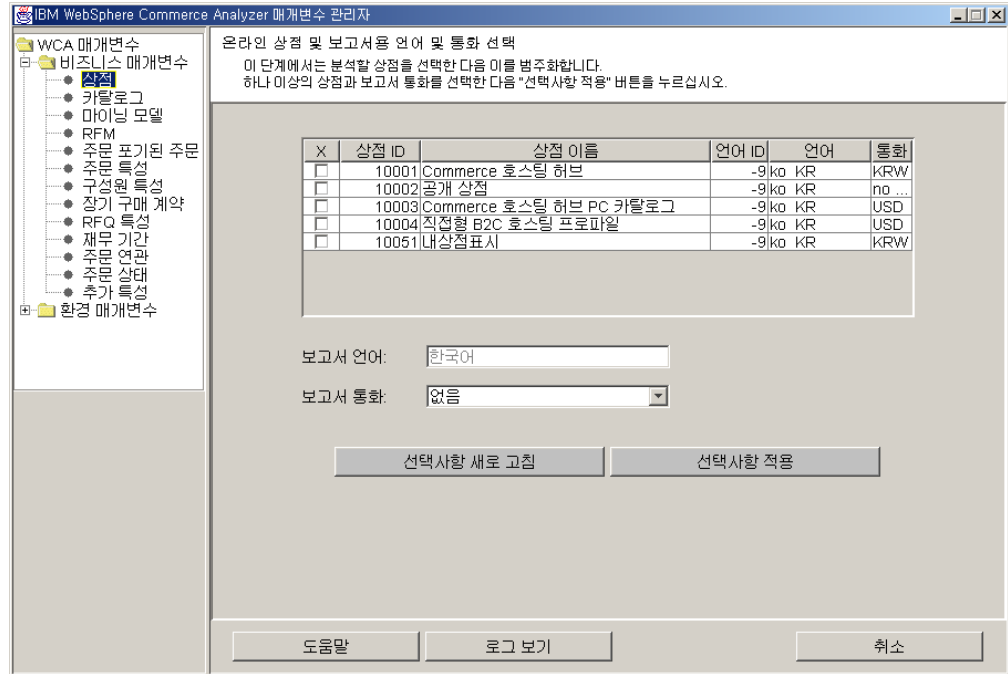 IBM WebSphere Commerce Analyzer 매개변수 관리자
WCA 매개변수
비즈니스 매개변수
상점
카탈로그
마이닝 모델
RFM
주문 포기된 주문
주문 특성
구성원 특성
장기 구매 계약
RFQ 특성
재무 기간
주문 연관
주문 상태
추가 특성
환경 매개변수
온라인 상점 및 보고서용 언어 및 통화 선택
이 단계에서는 분석할 상점을 선택한 다음 이를 범주화합니다.
하나 이상의 상점과 보고서 통화를 선택한 다음 "선택사항 적용" 버튼을 누르십시오.
X 상점 ID 상점 이름 언어 ID 언어 통화
10001 Commerce 호스팅 허브 -9 ko KR KRW
10002 공개 상점 -9 ko KR no ...
10003 Commerce 호스팅 허브 PC 카탈로그 -9 ko KR USD
10004 직접형 B2C 호스팅 프로파일 -9 ko KR USD
10051 내상점표시 -9 ko KR KRW
보고서 언어: 한국어
보고서 통화: 없음
선택사항 새로 고침 선택사항 적용
도움말 로그 보기 취소